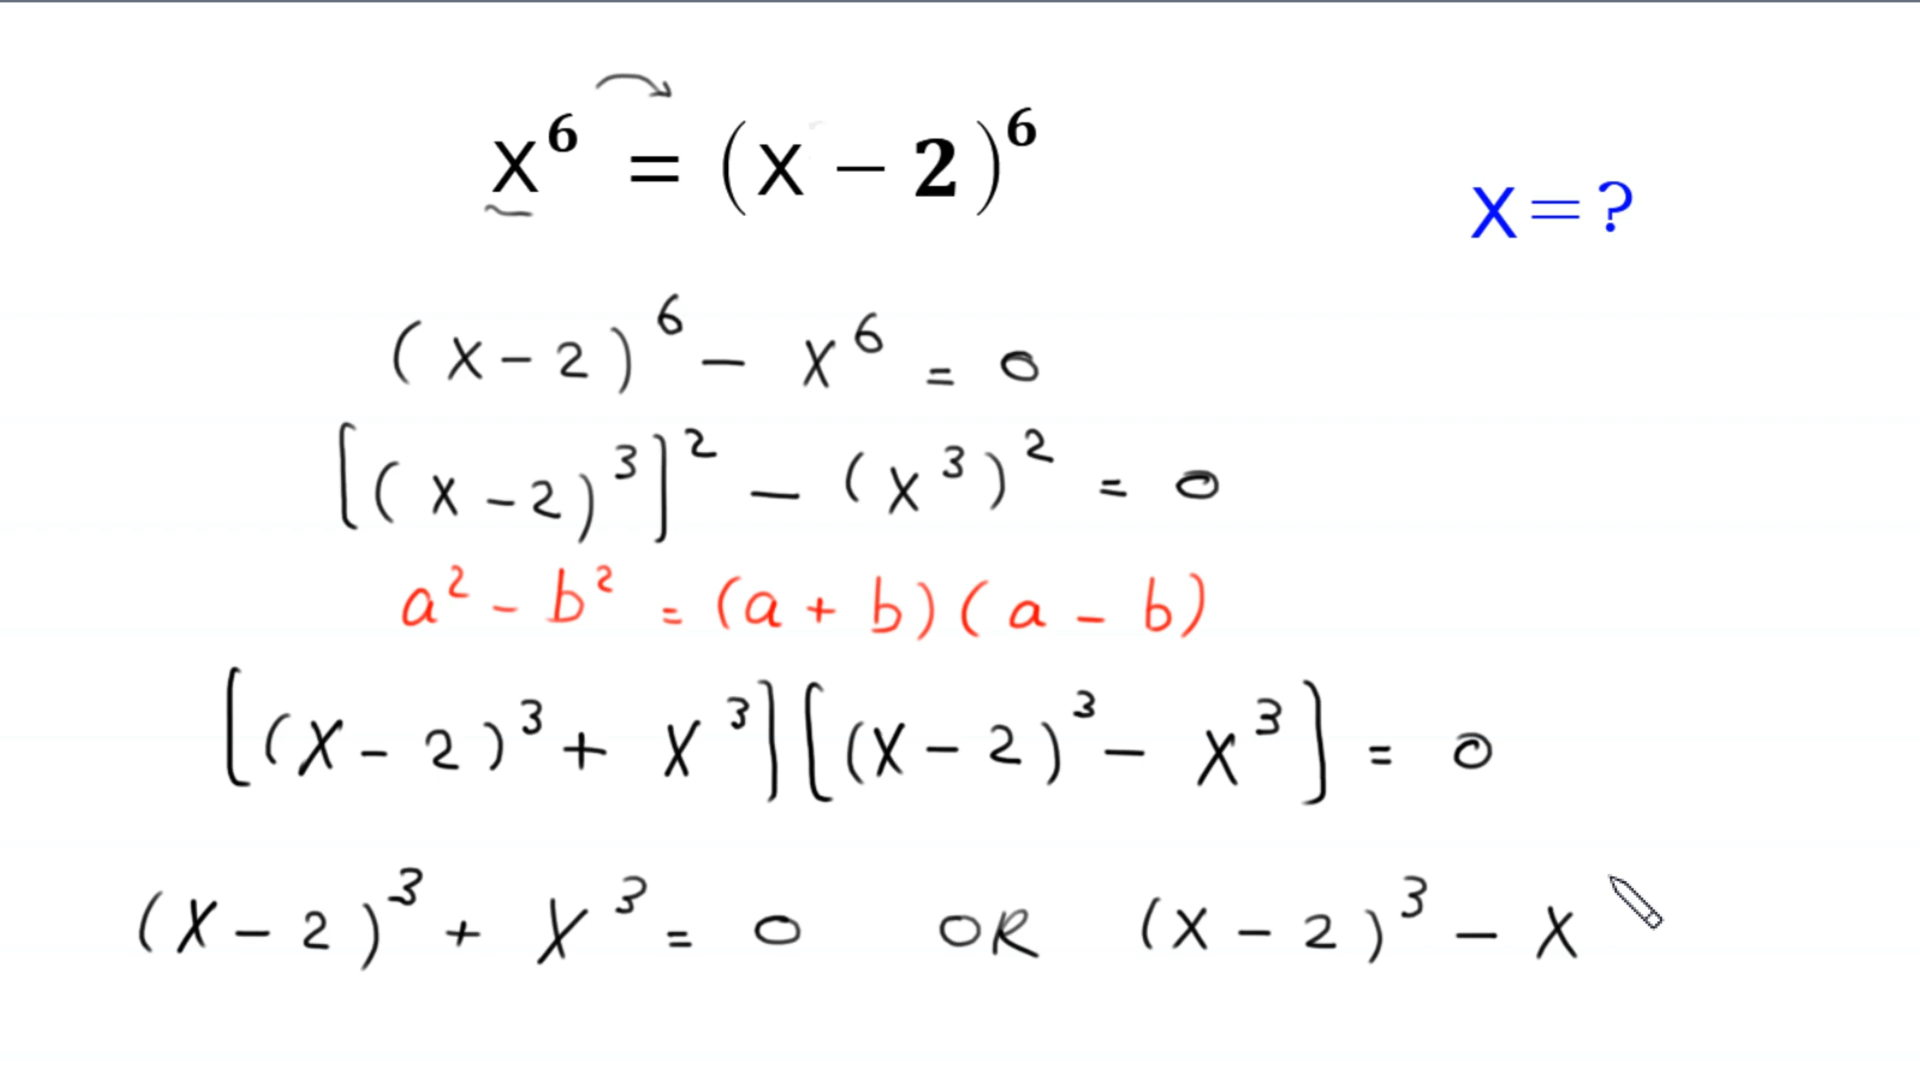 x⁶ = (x − 2)⁶
x=?
(x-2)⁶ - x⁶ = 0
[(x-2)³]² - (x³)² = 0
a² - b² = (a + b)(a - b)
[(x-2)³ + x³][(x-2)³ - x³] = 0
(x-2)³ + x³ = 0 OR (x-2)³ - x